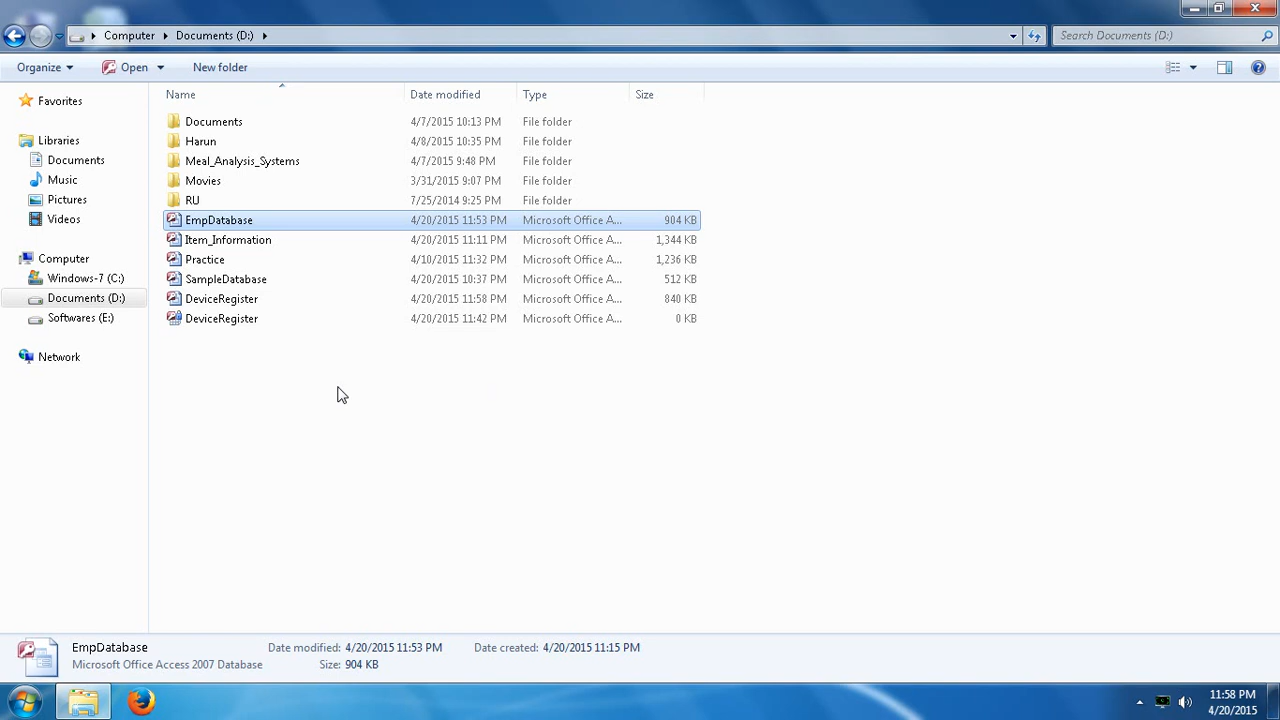 Computer Documents (D:)
Search Documents (D:)
Organize Open New folder
Name Date modified Type Size
Favorites
Libraries
Documents
Music
Pictures
Videos
Computer
Windows-7 (C:)
Documents (D:)
Softwares (E:)
Network
Documents 4/7/2015 10:13 PM File folder
Harun 4/8/2015 10:35 PM File folder
Meal_Analysis_Systems 4/7/2015 9:48 PM File folder
Movies 3/31/2015 9:07 PM File folder
RU 7/25/2014 9:25 PM File folder
EmpDatabase 4/20/2015 11:53 PM Microsoft Office A... 904 KB
Item_Information 4/20/2015 11:11 PM Microsoft Office A... 1,344 KB
Practice 4/10/2015 11:32 PM Microsoft Office A... 1,236 KB
SampleDatabase 4/20/2015 10:37 PM Microsoft Office A... 512 KB
DeviceRegister 4/20/2015 11:58 PM Microsoft Office A... 840 KB
DeviceRegister 4/20/2015 11:42 PM Microsoft Office A... 0 KB
EmpDatabase Date modified: 4/20/2015 11:53 PM Date created: 4/20/2015 11:15 PM
Microsoft Office Access 2007 Database Size: 904 KB
11:58 PM
4/20/2015